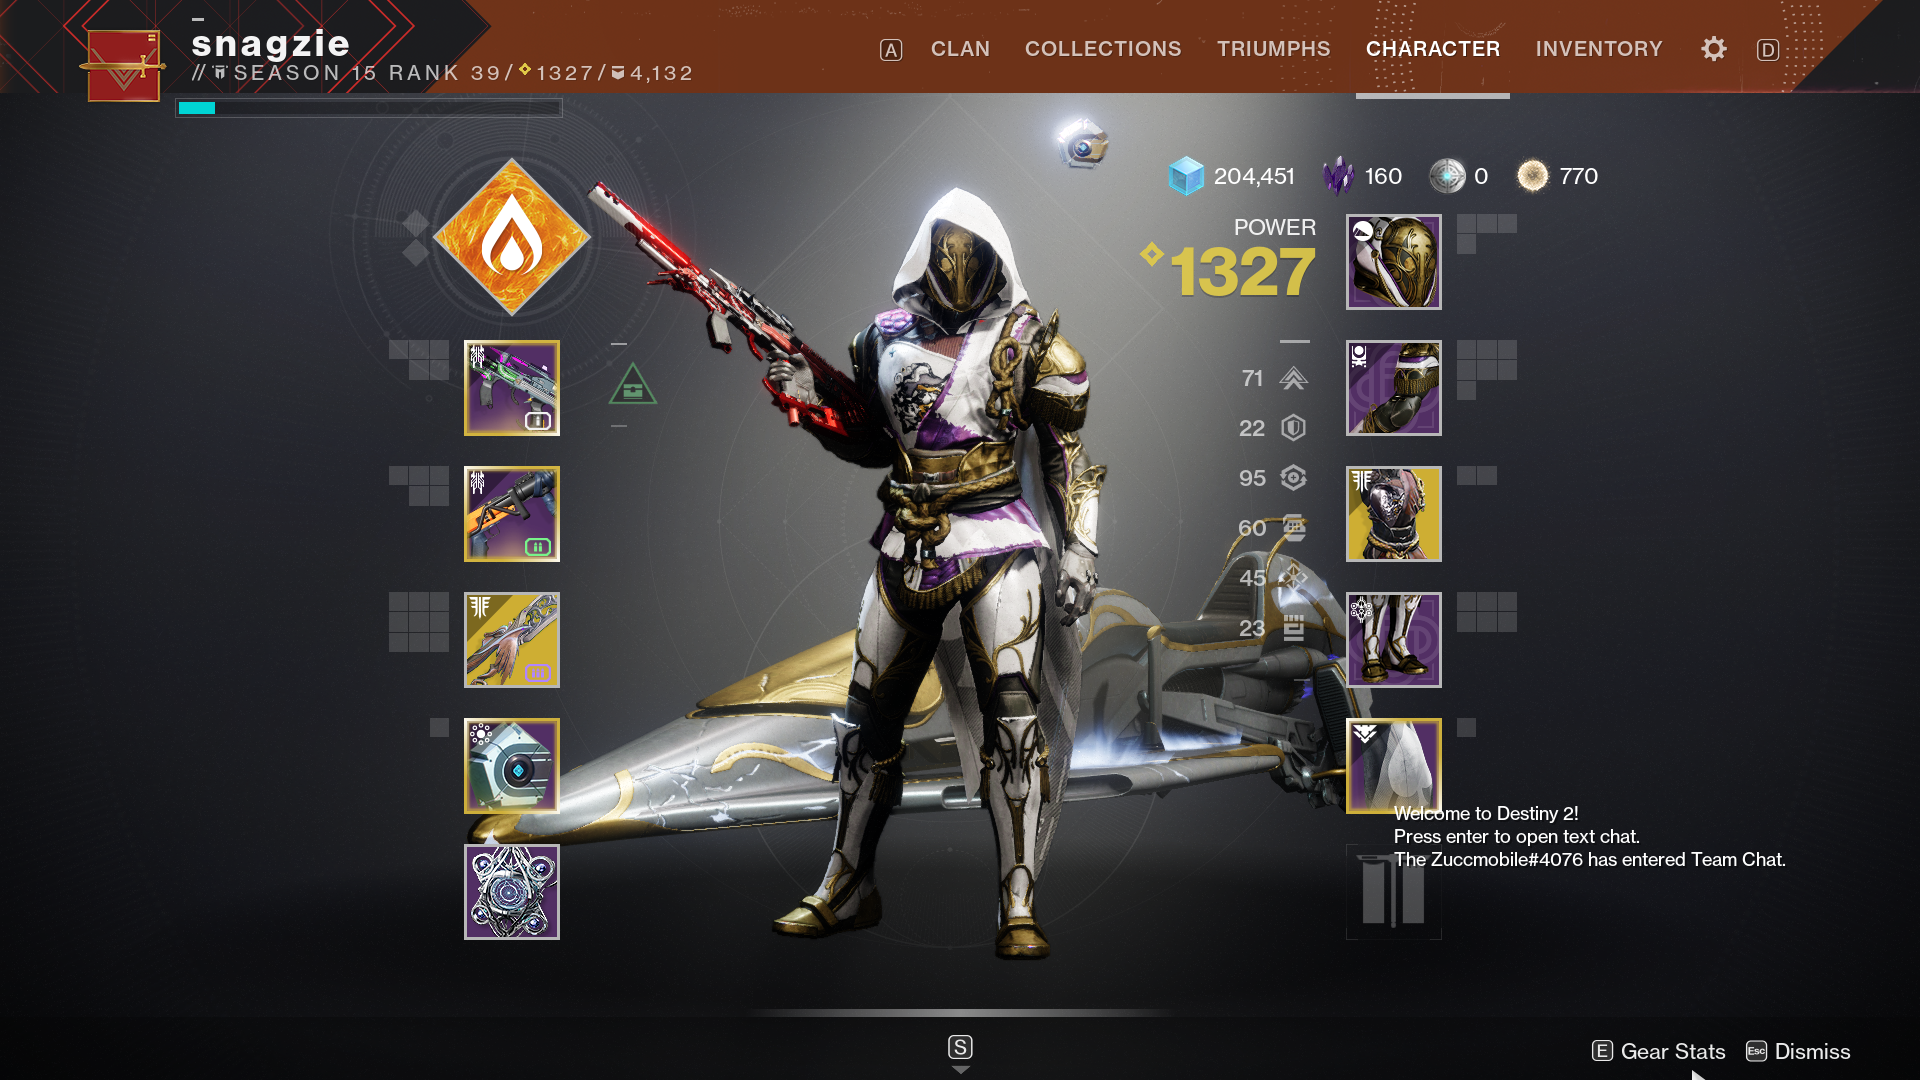 snagzie
// SEASON 15 RANK 39/1327/4,132
A CLAN COLLECTIONS TRIUMPHS CHARACTER INVENTORY D
204,451 160 0 770
POWER
1327
71
22
95
60
45
23
Welcome to Destiny 2!
Press enter to open text chat.
The Zuccmobile#4076 has entered Team Chat.
S
E Gear Stats Esc Dismiss